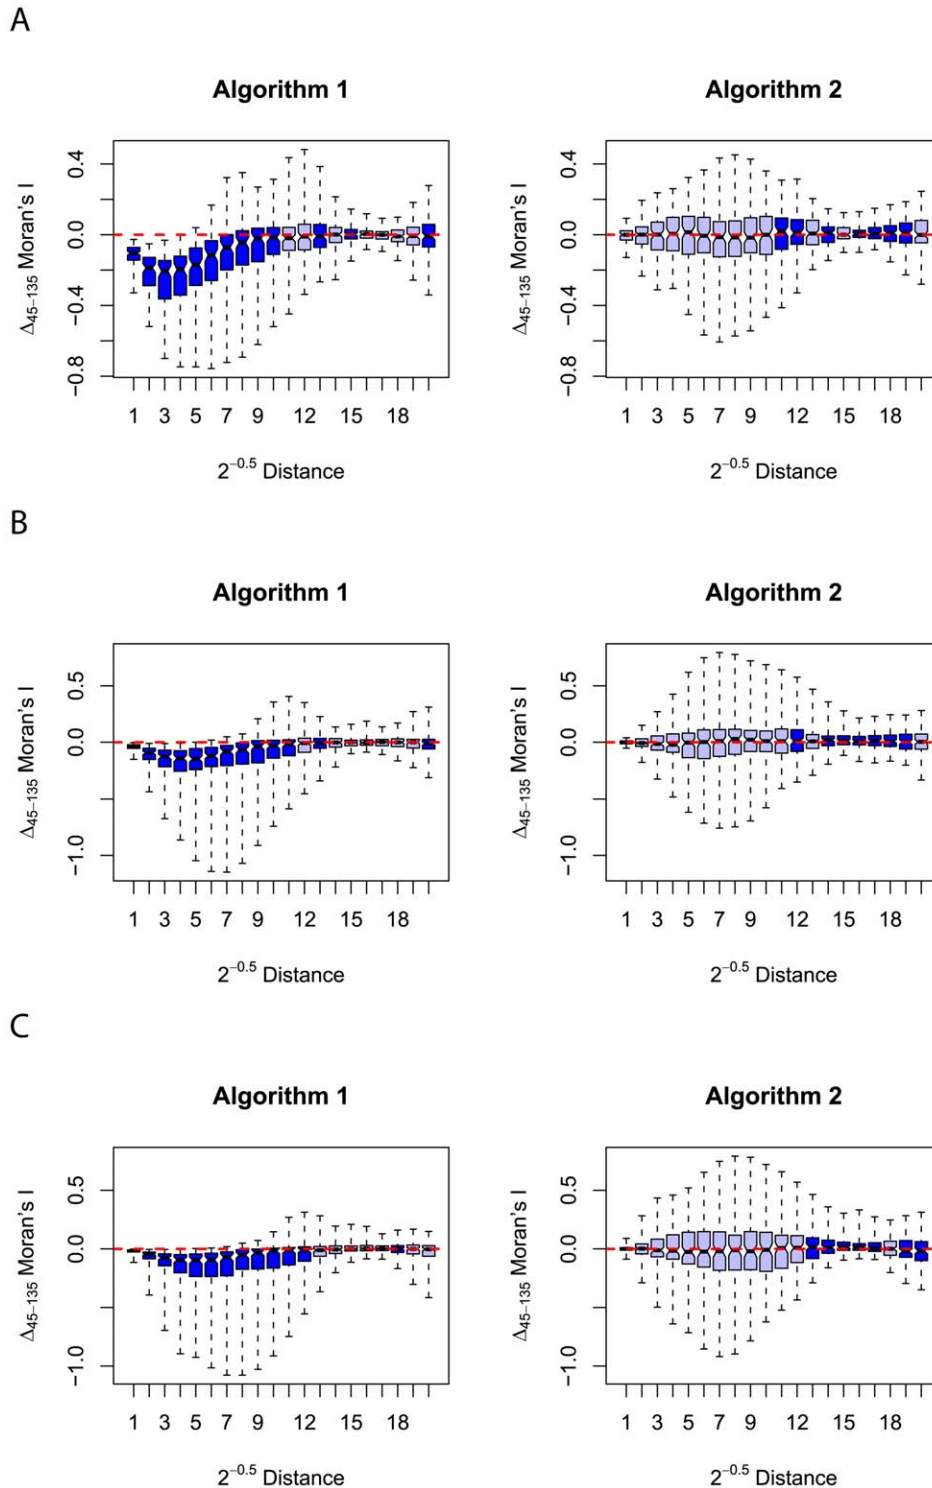 A
Algorithm 1
Algorithm 2
Δ45−135 Moran's I
0.4
0.0
−0.4
−0.8
1 3 5 7 9 12 15 18
2−0.5 Distance
Δ45−135 Moran's I
0.4
0.0
−0.4
−0.8
1 3 5 7 9 12 15 18
2−0.5 Distance
B
Algorithm 1
Algorithm 2
Δ45−135 Moran's I
0.5
0.0
−1.0
1 3 5 7 9 12 15 18
2−0.5 Distance
Δ45−135 Moran's I
0.5
0.0
−1.0
1 3 5 7 9 12 15 18
2−0.5 Distance
C
Algorithm 1
Algorithm 2
Δ45−135 Moran's I
0.5
0.0
−1.0
1 3 5 7 9 12 15 18
2−0.5 Distance
Δ45−135 Moran's I
0.5
0.0
−1.0
1 3 5 7 9 12 15 18
2−0.5 Distance